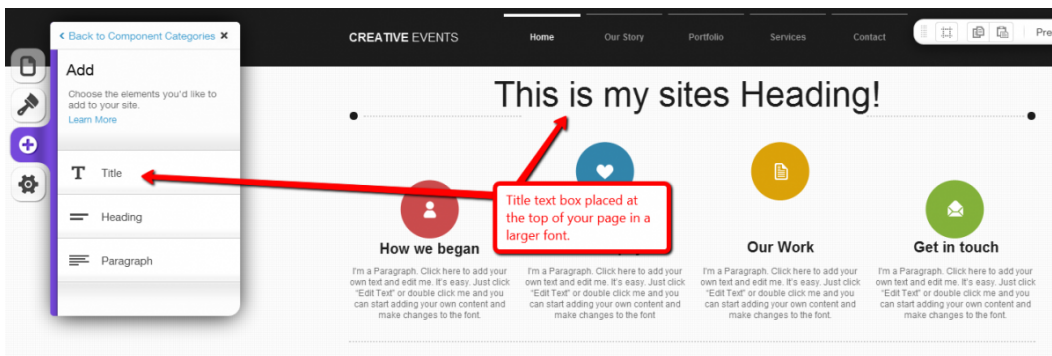 < Back to Component Categories ×
Add
Choose the elements you'd like to
add to your site.
Learn More
T Title
Heading
Paragraph
CREATIVE EVENTS
Home
Our Story
Portfolio
Services
Contact
Pre
This is my sites Heading!
Title text box placed at
the top of your page in a
larger font.
How we began
I'm a Paragraph. Click here to add your
own text and edit me. It's easy. Just click
"Edit Text" or double click me and you
can start adding your own content and
make changes to the font.
I'm a Paragraph. Click here to add your
own text and edit me. It's easy. Just click
"Edit Text" or double click me and you
can start adding your own content and
make changes to the font
Our Work
I'm a Paragraph. Click here to add your
own text and edit me. It's easy. Just click
"Edit Text" or double click me and you
can start adding your own content and
make changes to the font.
Get in touch
I'm a Paragraph. Click here to add your
own text and edit me. It's easy. Just click
"Edit Text" or double click me and you
can start adding your own content and
make changes to the font.